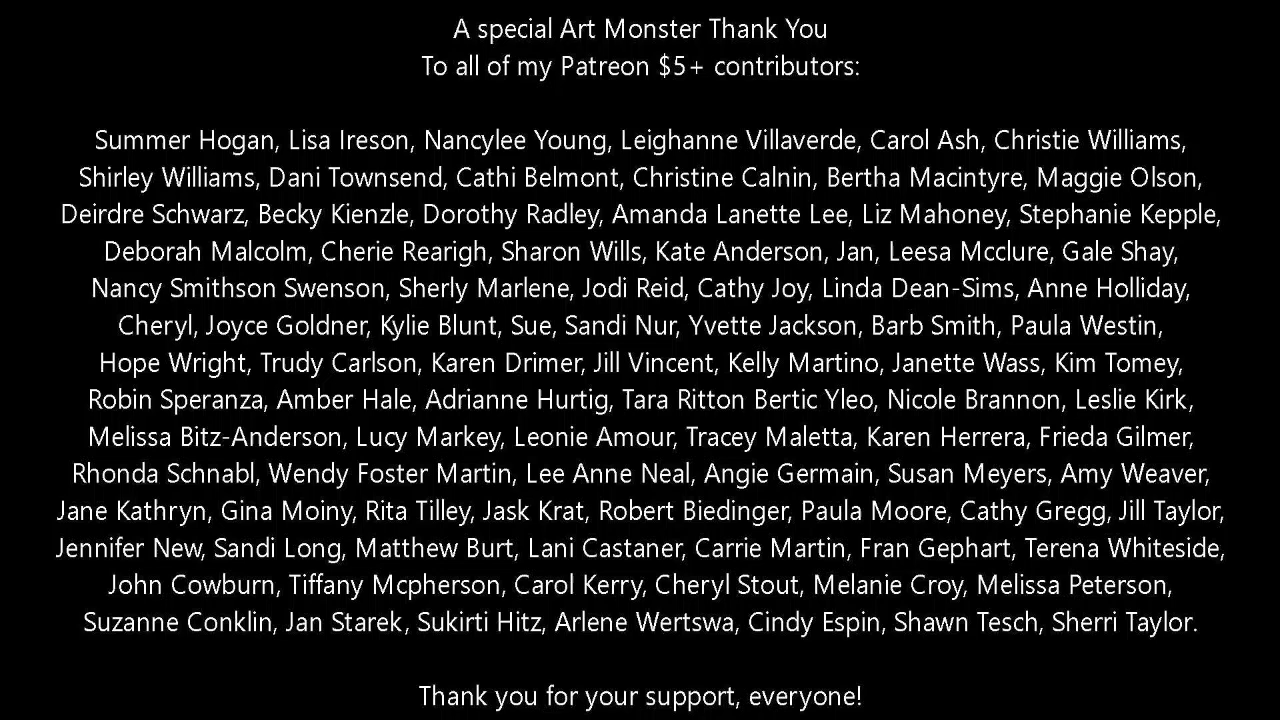 A special Art Monster Thank You
To all of my Patreon $5+ contributors:
Summer Hogan, Lisa Ireson, Nancylee Young, Leighanne Villaverde, Carol Ash, Christie Williams,
Shirley Williams, Dani Townsend, Cathi Belmont, Christine Calnin, Bertha Macintyre, Maggie Olson,
Deirdre Schwarz, Becky Kienzle, Dorothy Radley, Amanda Lanette Lee, Liz Mahoney, Stephanie Kepple,
Deborah Malcolm, Cherie Rearigh, Sharon Wills, Kate Anderson, Jan, Leesa Mcclure, Gale Shay,
Nancy Smithson Swenson, Sherly Marlene, Jodi Reid, Cathy Joy, Linda Dean-Sims, Anne Holliday,
Cheryl, Joyce Goldner, Kylie Blunt, Sue, Sandi Nur, Yvette Jackson, Barb Smith, Paula Westin,
Hope Wright, Trudy Carlson, Karen Drimer, Jill Vincent, Kelly Martino, Janette Wass, Kim Tomey,
Robin Speranza, Amber Hale, Adrianne Hurtig, Tara Ritton Bertic Yleo, Nicole Brannon, Leslie Kirk,
Melissa Bitz-Anderson, Lucy Markey, Leonie Amour, Tracey Maletta, Karen Herrera, Frieda Gilmer,
Rhonda Schnabl, Wendy Foster Martin, Lee Anne Neal, Angie Germain, Susan Meyers, Amy Weaver,
Jane Kathryn, Gina Moiny, Rita Tilley, Jask Krat, Robert Biedinger, Paula Moore, Cathy Gregg, Jill Taylor,
Jennifer New, Sandi Long, Matthew Burt, Lani Castaner, Carrie Martin, Fran Gephart, Terena Whiteside,
John Cowburn, Tiffany Mcpherson, Carol Kerry, Cheryl Stout, Melanie Croy, Melissa Peterson,
Suzanne Conklin, Jan Starek, Sukirti Hitz, Arlene Wertswa, Cindy Espin, Shawn Tesch, Sherri Taylor.
Thank you for your support, everyone!